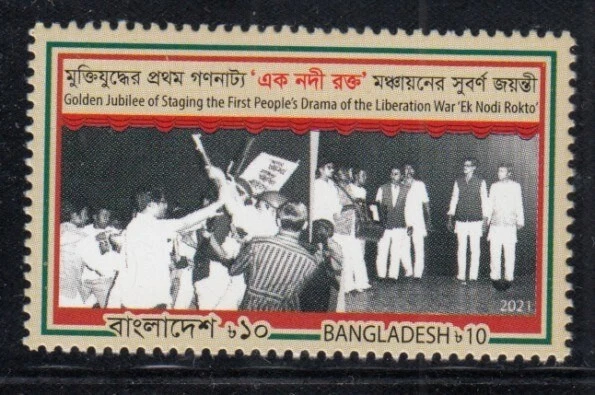 মুক্তিযুদ্ধের প্রথম গণনাট্য ‘এক নদী রক্ত’ মঞ্চায়নের সুবর্ণ জয়ন্তী
Golden Jubilee of Staging the First People's Drama of the Liberation War 'Ek Nodi Rokto'
2021
বাংলাদেশ ৳১০ BANGLADESH ৳10